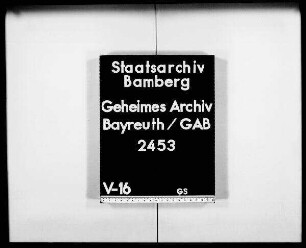 Staatsarchiv
Bamberg
Geheimes Archiv
Bayreuth / GAB
2453
V-16 GS